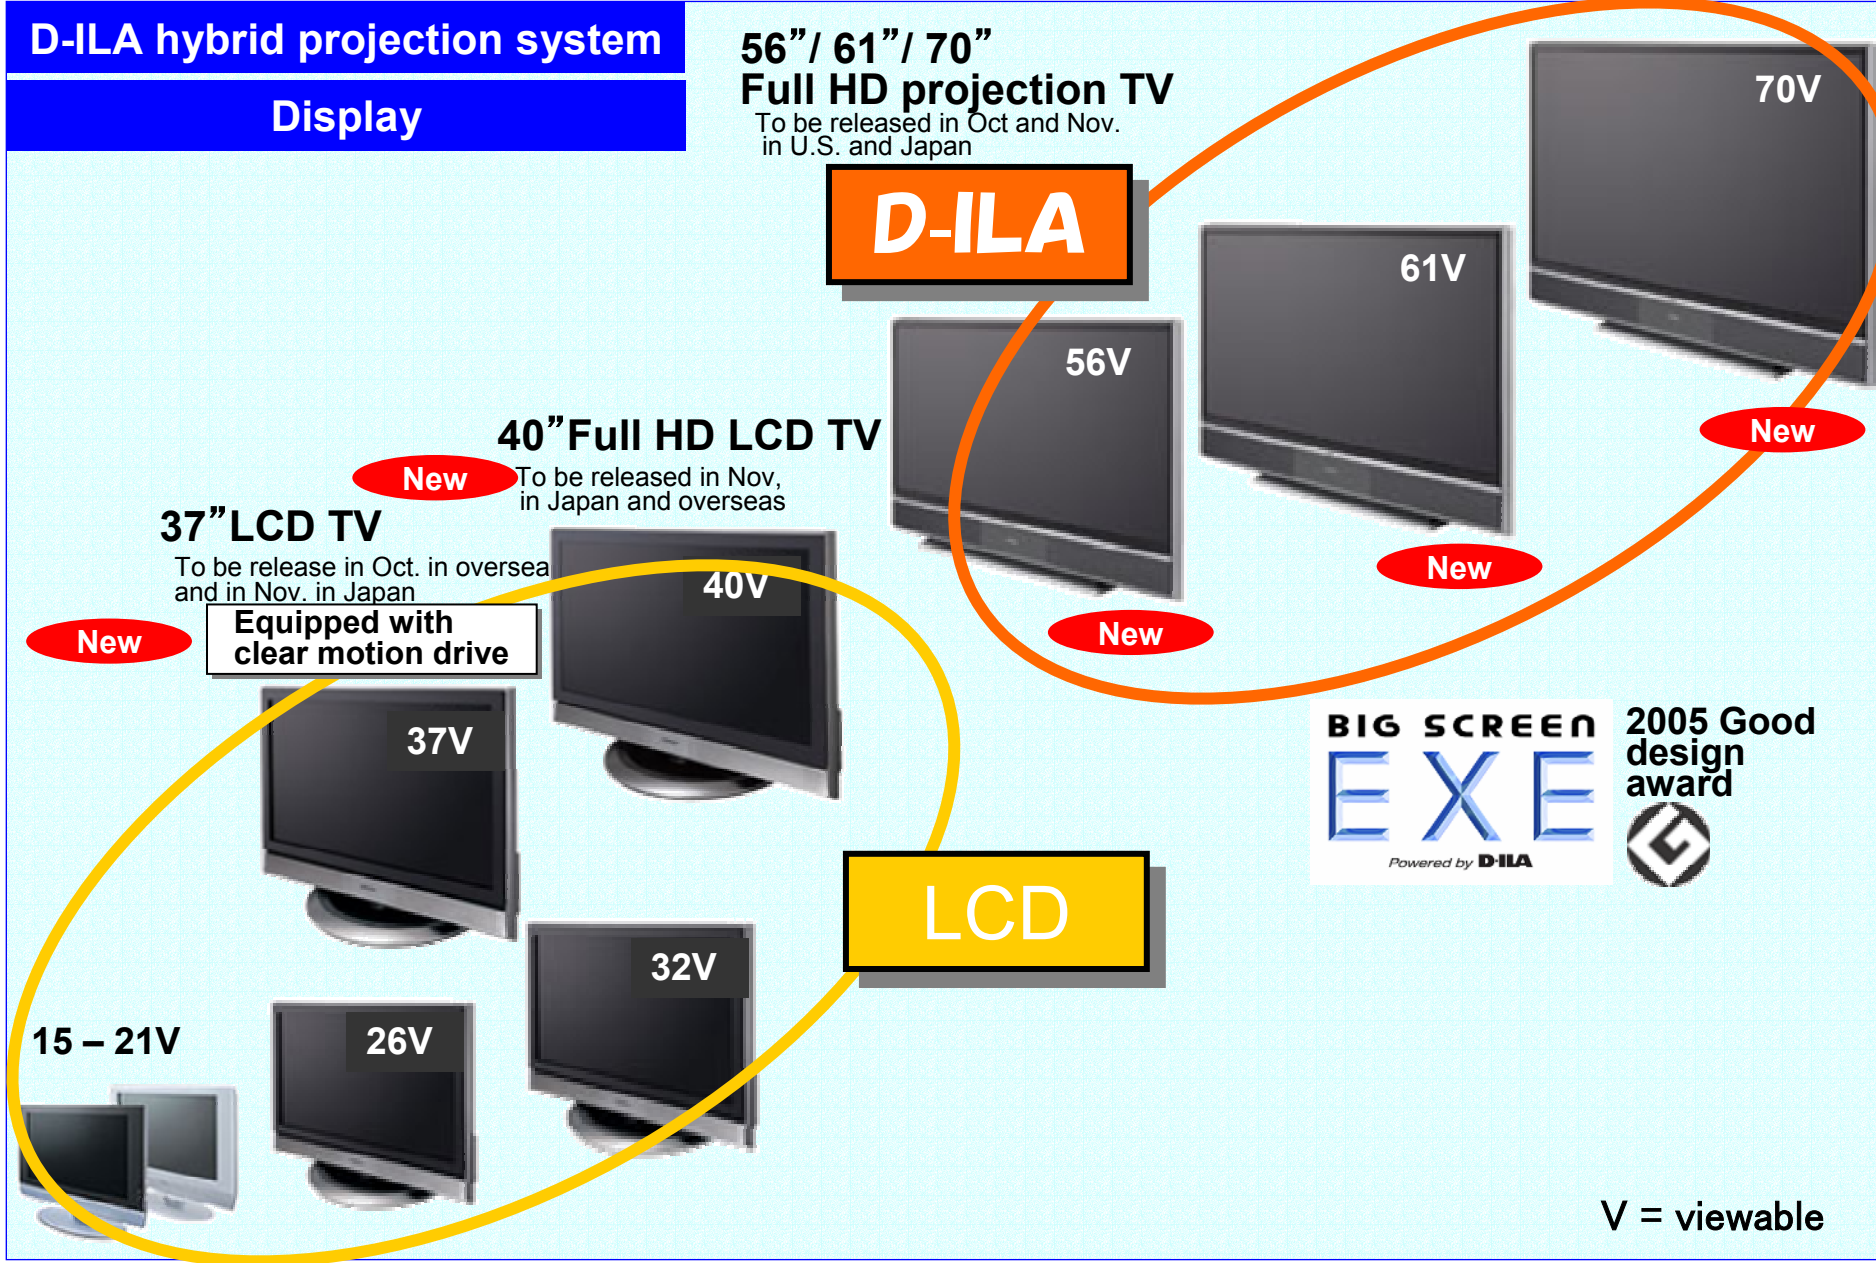 D-ILA hybrid projection system
Display
56”/ 61”/ 70”
Full HD projection TV
To be released in Oct and Nov.
in U.S. and Japan
D-ILA
70V
61V
56V
New
New
New
40”Full HD LCD TV
New
To be released in Nov,
in Japan and overseas
37”LCD TV
To be release in Oct. in oversea
and in Nov. in Japan
New
Equipped with
clear motion drive
40V
37V
32V
26V
15 – 21V
LCD
BIG SCREEN
EXE
Powered by D-ILA
2005 Good
design
award
V = viewable